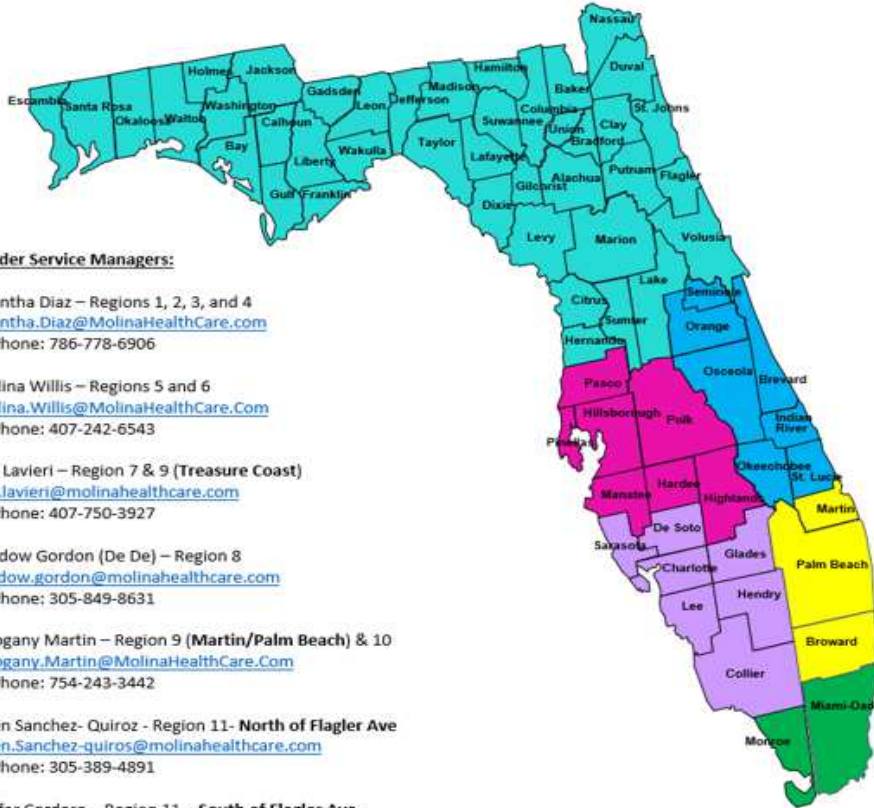 der Service Managers:
ntha Diaz – Regions 1, 2, 3, and 4
ntha.Diaz@MolinaHealthCare.com
hone: 786-778-6906
lina Willis – Regions 5 and 6
lina.Willis@MolinaHealthCare.Com
hone: 407-242-6543
Lavieri – Region 7 & 9 (Treasure Coast)
.lavieri@molinahealthcare.com
hone: 407-750-3927
dow Gordon (De De) – Region 8
dow.gordon@molinahealthcare.com
hone: 305-849-8631
ogany Martin – Region 9 (Martin/Palm Beach) & 10
ogany.Martin@MolinaHealthCare.Com
hone: 754-243-3442
en Sanchez- Quiroz - Region 11- North of Flagler Ave
en.Sanchez-quiros@molinahealthcare.com
hone: 305-389-4891
Nassau
Holmes
Jackson
Hamilton
Duval
Madison
Baker
Gadsden
Escambia
Santa Rosa
Okaloosa
Walton
Washington
Leon
Jefferson
Columbia
St. Johns
Calhoun
Suwannee
Union
Clay
Bradford
Bay
Liberty
Wakulla
Taylor
Lafayette
Alachua
Putnam
Flagler
Gilchrist
Gulf
Franklin
Dixie
Levy
Marion
Volusia
Lake
Citrus
Sumter
Seminole
Orange
Hernando
Pasco
Osceola
Brevard
Hillsborough
Polk
Indian
River
Pinellas
Okeechobee
St. Lucie
Manatee
Hardee
Highlands
Martin
De Soto
Sarasota
Glades
Charlotte
Palm Beach
Lee
Hendry
Broward
Collier
Miami-Dad
Monroe